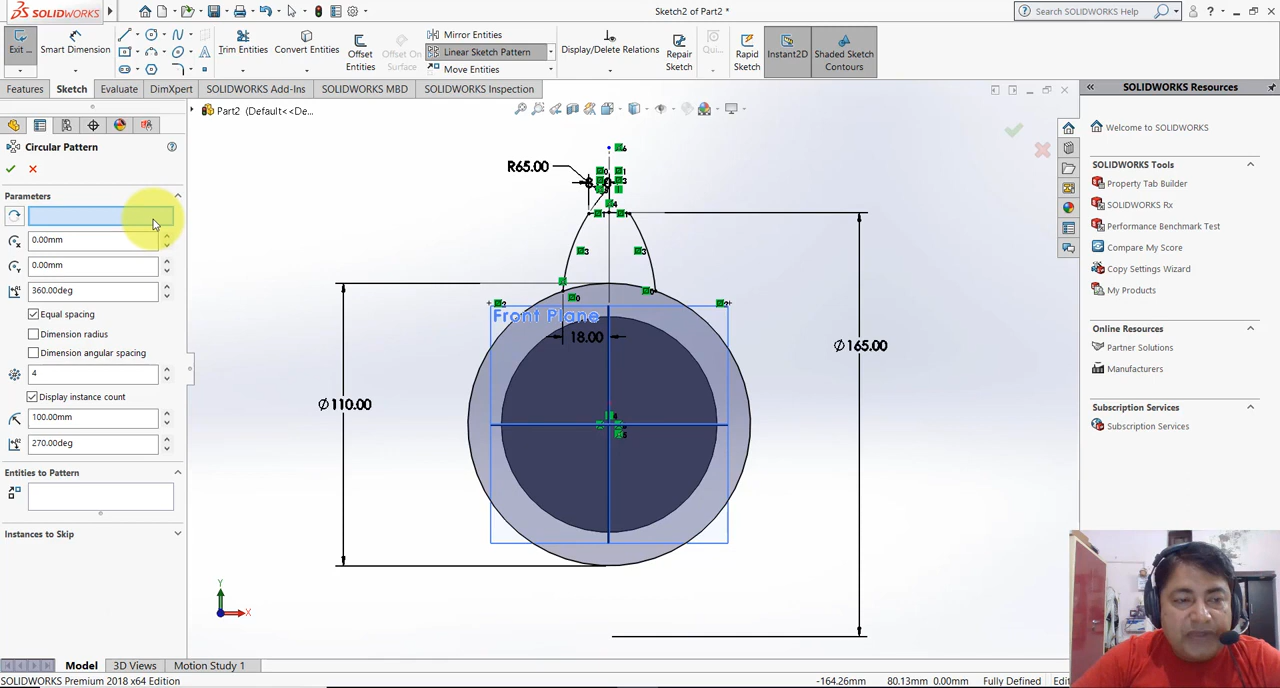 SOLIDWORKS
Sketch2 of Part2 *
Search SOLIDWORKS Help
Exit ...
Smart Dimension
Trim Entities
Convert Entities
Offset Entities
Offset On Surface
Mirror Entities
Linear Sketch Pattern
Move Entities
Display/Delete Relations
Repair Sketch
Qui...
Rapid Sketch
Instant2D
Shaded Sketch Contours
Features
Sketch
Evaluate
DimXpert
SOLIDWORKS Add-Ins
SOLIDWORKS MBD
SOLIDWORKS Inspection
Part2 (Default<<De...
Circular Pattern
Parameters
0.00mm
0.00mm
360.00deg
Equal spacing
Dimension radius
Dimension angular spacing
4
Display instance count
100.00mm
270.00deg
Entities to Pattern
Instances to Skip
R65.00
Front Plane
18.00
Ø165.00
Ø110.00
Y
X
SOLIDWORKS Resources
Welcome to SOLIDWORKS
SOLIDWORKS Tools
Property Tab Builder
SOLIDWORKS Rx
Performance Benchmark Test
Compare My Score
Copy Settings Wizard
My Products
Online Resources
Partner Solutions
Manufacturers
Subscription Services
Subscription Services
Model
3D Views
Motion Study 1
SOLIDWORKS Premium 2018 x64 Edition
-164.26mm
80.13mm
0.00mm
Fully Defined